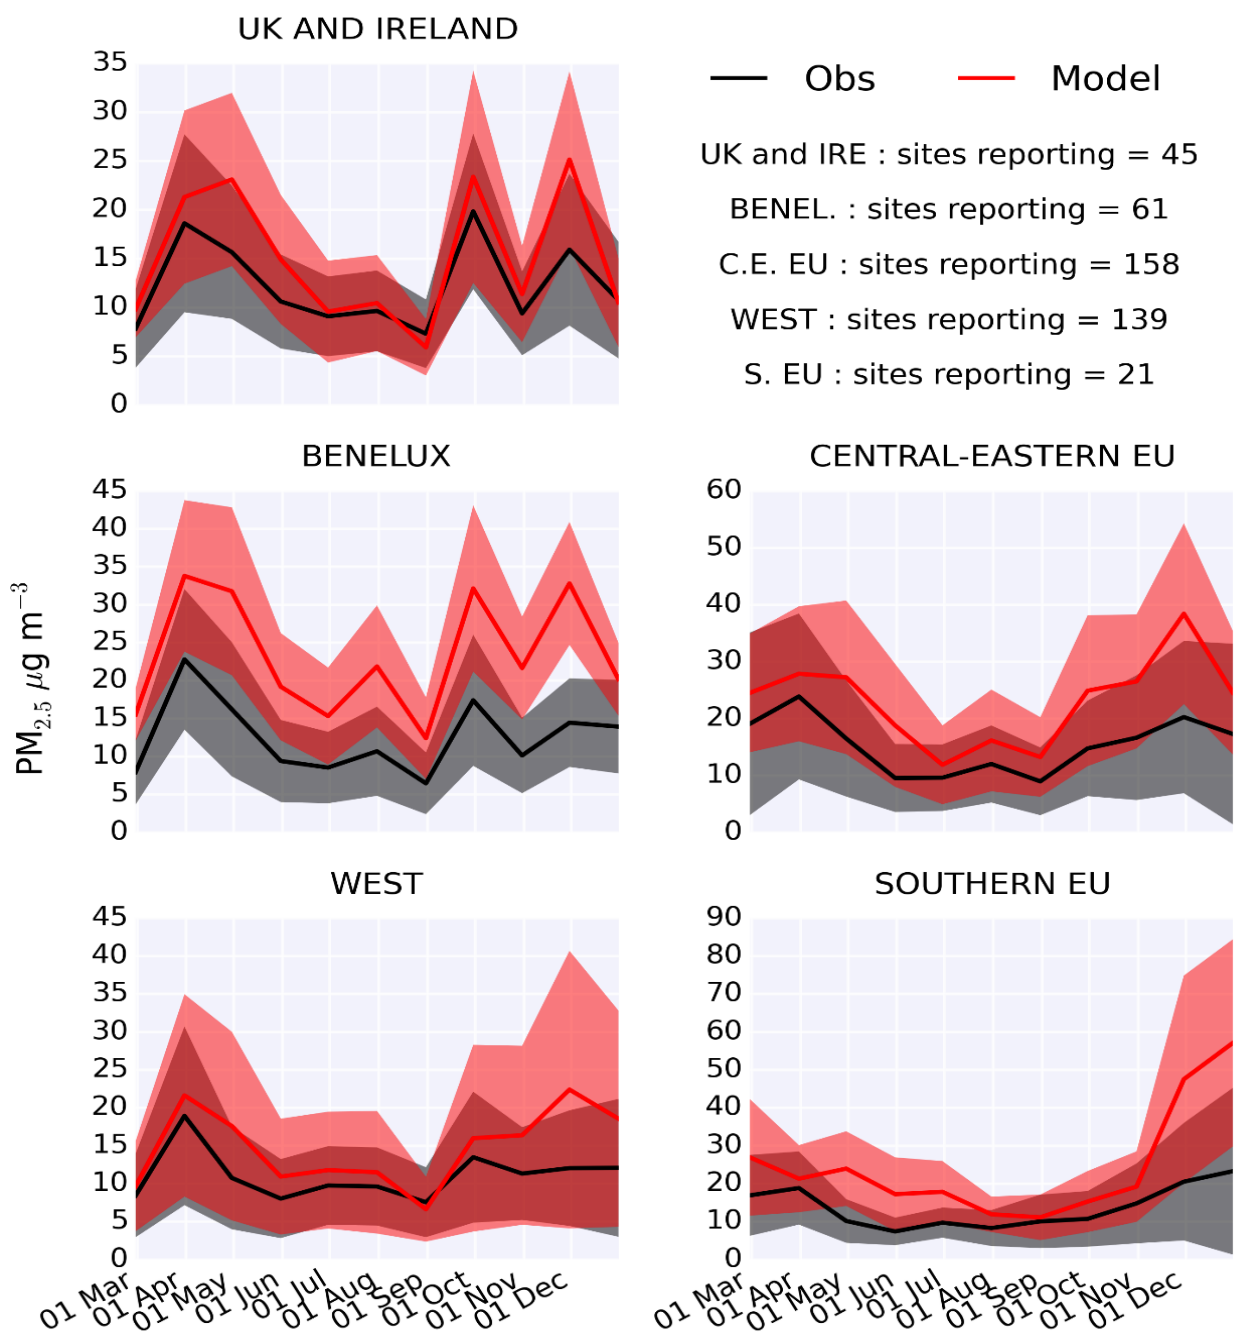 UK AND IRELAND
35
30
25
20
15
10
5
0
Obs
Model
UK and IRE : sites reporting = 45
BENEL. : sites reporting = 61
C.E. EU : sites reporting = 158
WEST : sites reporting = 139
S. EU : sites reporting = 21
PM2.5 μg m−3
BENELUX
45
40
35
30
25
20
15
10
5
0
CENTRAL-EASTERN EU
60
50
40
30
20
10
0
WEST
45
40
35
30
25
20
15
10
5
0
01 Mar
01 Apr
01 May
01 Jun
01 Jul
01 Aug
01 Sep
01 Oct
01 Nov
01 Dec
SOUTHERN EU
90
80
70
60
50
40
30
20
10
0
01 Mar
01 Apr
01 May
01 Jun
01 Jul
01 Aug
01 Sep
01 Oct
01 Nov
01 Dec